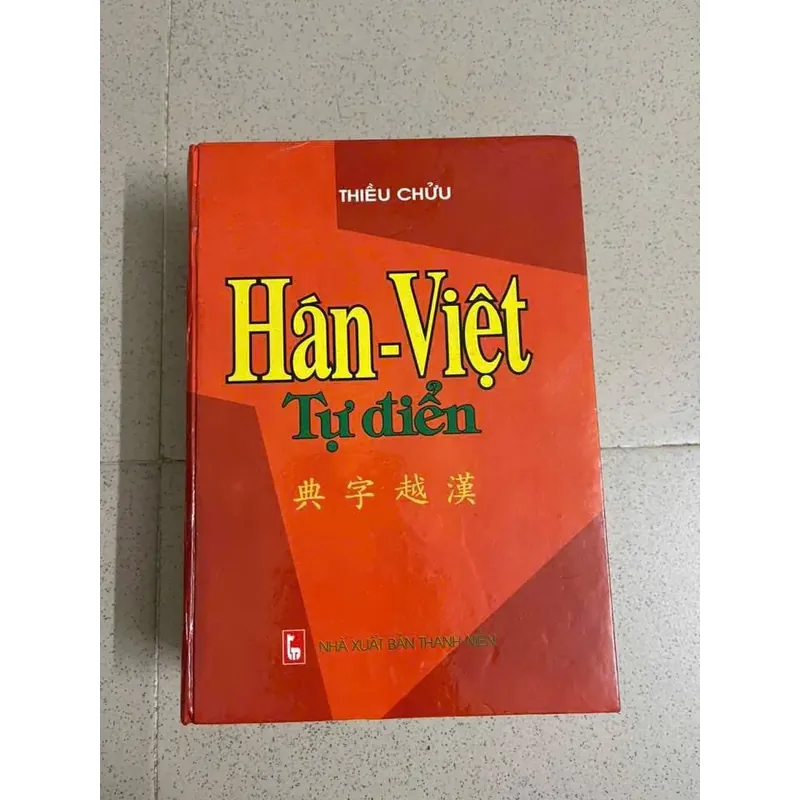 THIỀU CHỬU
Hán-Việt
Tự điển
典字越漢
NHÀ XUẤT BẢN THANH NIÊN